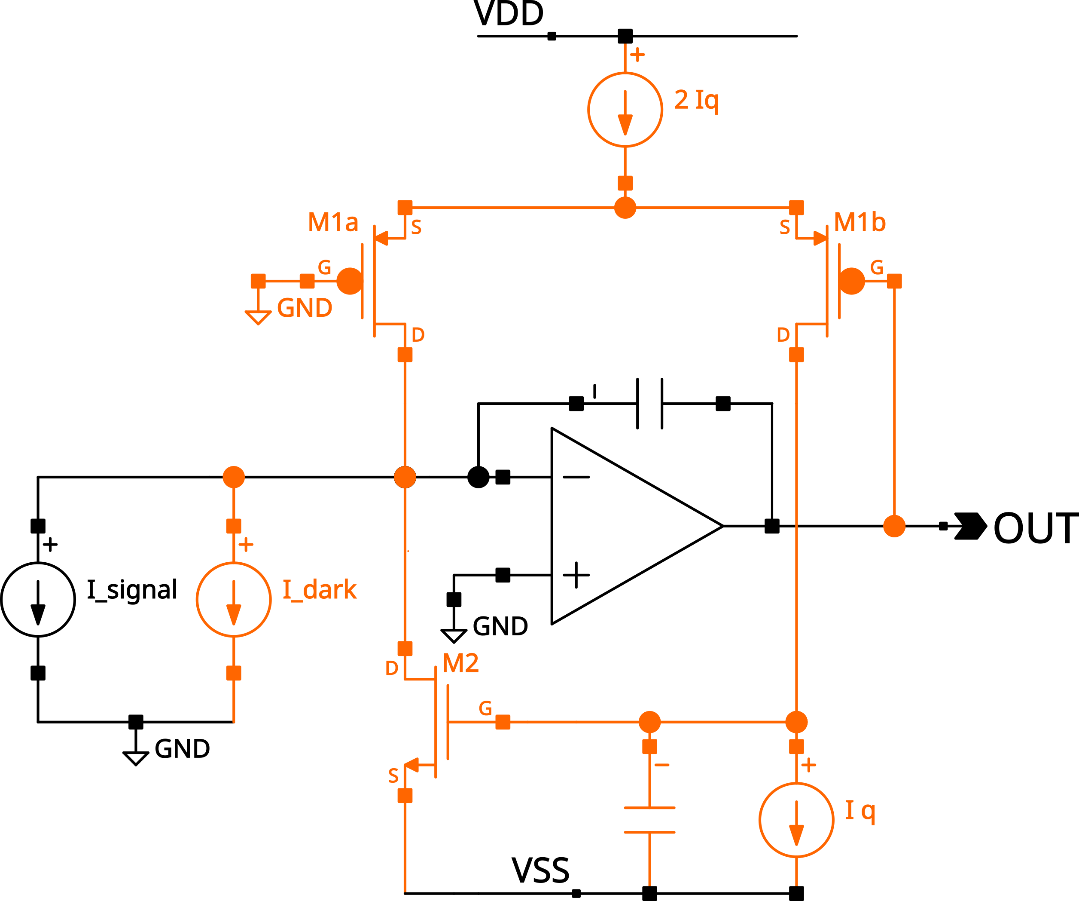 VDD
+
2 Iq
M1a
S
S
M1b
G
G
GND
D
D
−
+
+
I_signal
I_dark
OUT
+
GND
D
M2
G
GND
−
+
S
I q
VSS